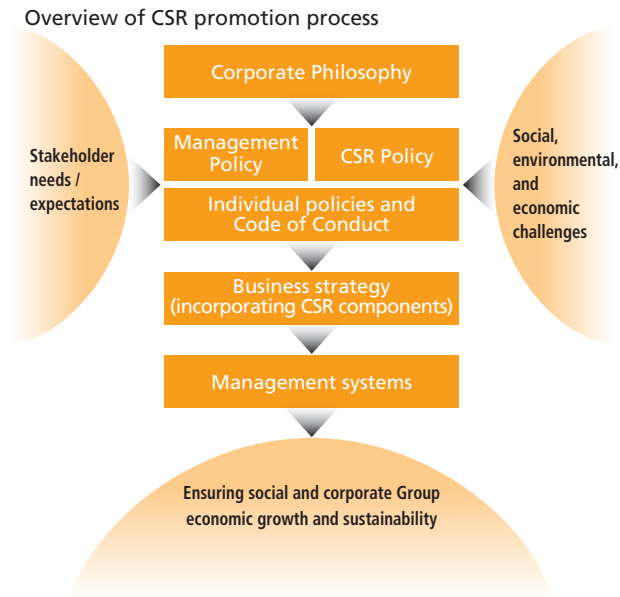 Overview of CSR promotion process
Corporate Philosophy
Management
Policy
CSR Policy
Stakeholder
needs /
expectations
Social,
environmental,
and
economic
challenges
Individual policies and
Code of Conduct
Business strategy
(incorporating CSR components)
Management systems
Ensuring social and corporate Group
economic growth and sustainability